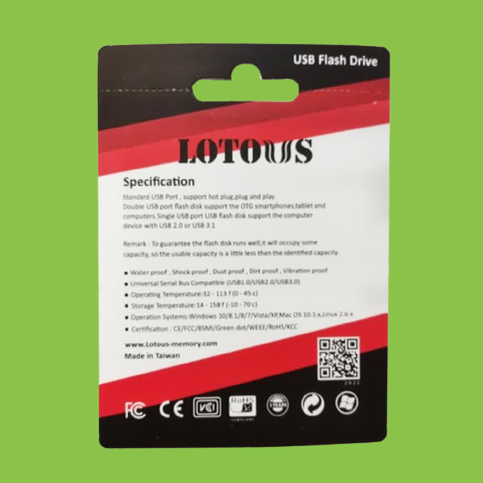 USB Flash Drive
LOTOUS
Specification
Standard USB Port , support hot plug,plug and play.
Double USB port flash disk support the OTG smartphones,tablet and
computers.Single USB port USB flash disk support the computer
device with USB 2.0 or USB 3.1
Remark : To guarantee the flash disk runs well,it will occupy some
capacity, so the usable capacity is a little less than the identified capacity.
• Water proof , Shock proof , Dust proof , Dirt proof , Vibration proof
• Universal Serial Bus Compatible (USB1.0/USB2.0/USB3.0)
• Operating Temperature:32 - 113 f (0 - 45 c)
• Storage Temperature:14 - 158 f (-10 - 70 c)
• Operation Systems:Windows 10/8.1/8/7/Vista/XP,Mac OS 10.3.x,Linux 2.6.x
• Certification : CE/FCC/BSMI/Green dot/WEEE/RoHS/KCC
www.Lotous-memory.com
Made in Taiwan
FC CE VCI RoHS
COMPLIANT